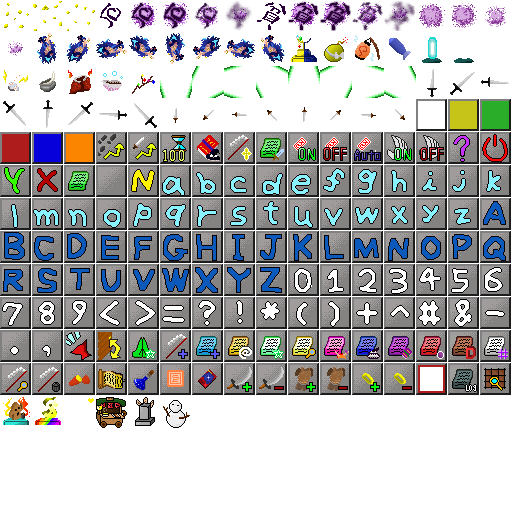 100 ON OFF Auto ON OFF ?
Y X N a b c d e f g h i j k
l m n o p q r s t u v w x y z A
B C D E F G H I J K L M N O P Q
R S T U V W X Y Z 0 1 2 3 4 5 6
7 8 9 < > = ? ! * ( ) + ^ # & -
. ,